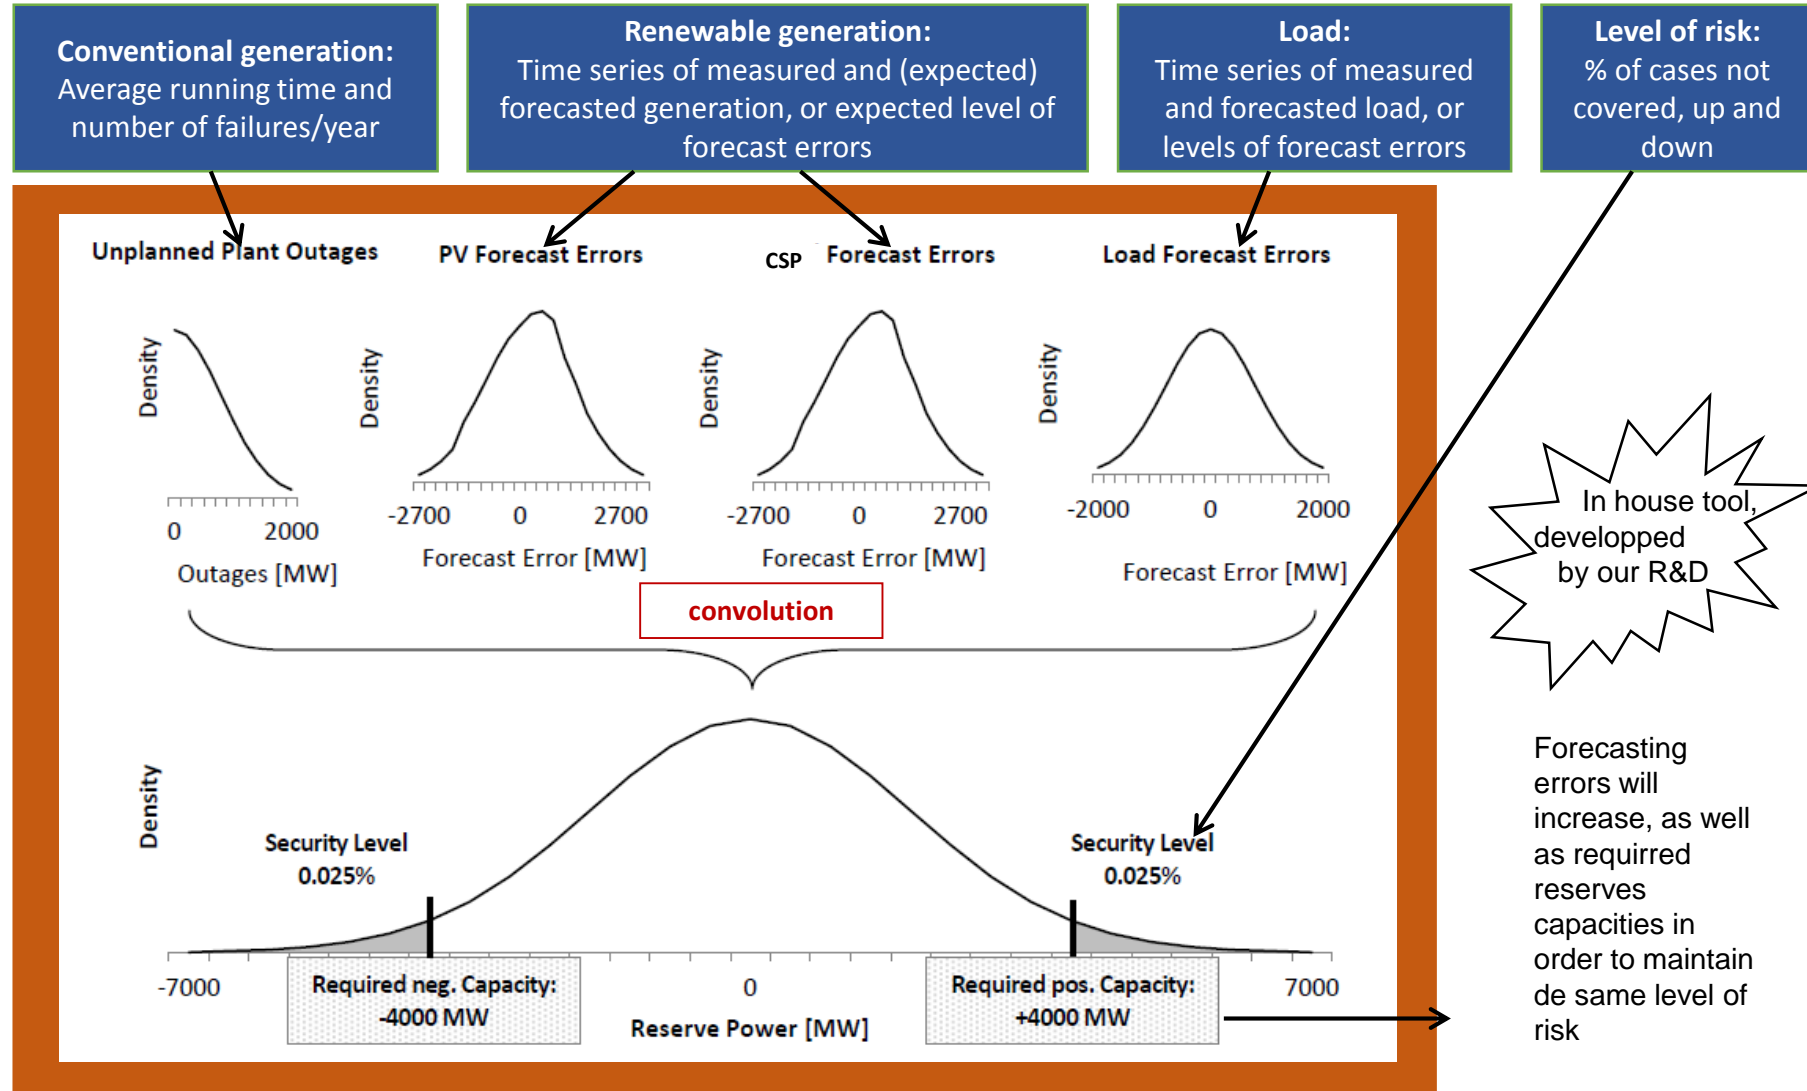 Conventional generation:
Average running time and
number of failures/year
Renewable generation:
Time series of measured and (expected)
forecasted generation, or expected level of
forecast errors
Load:
Time series of measured
and forecasted load, or
levels of forecast errors
Level of risk:
% of cases not
covered, up and
down
Unplanned Plant Outages
PV Forecast Errors
CSP Forecast Errors
Load Forecast Errors
Density
Density
Density
Density
0 2000
-2700 0 2700
-2700 0 2700
-2000 0 2000
Outages [MW]
Forecast Error [MW]
Forecast Error [MW]
Forecast Error [MW]
In house tool,
developped
by our R&D
convolution
Density
Security Level
0.025%
Security Level
0.025%
-7000
Required neg. Capacity:
-4000 MW
0
Required pos. Capacity:
+4000 MW
7000
Reserve Power [MW]
Forecasting
errors will
increase, as well
as requirred
reserves
capacities in
order to maintain
de same level of
risk